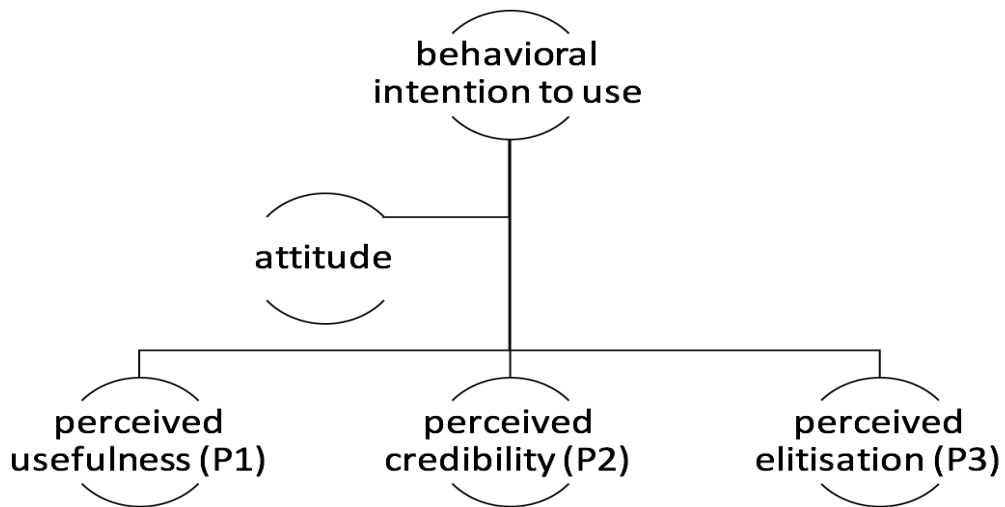 behavioral
intention to use
attitude
perceived
usefulness (P1)
perceived
credibility (P2)
perceived
elitisation (P3)